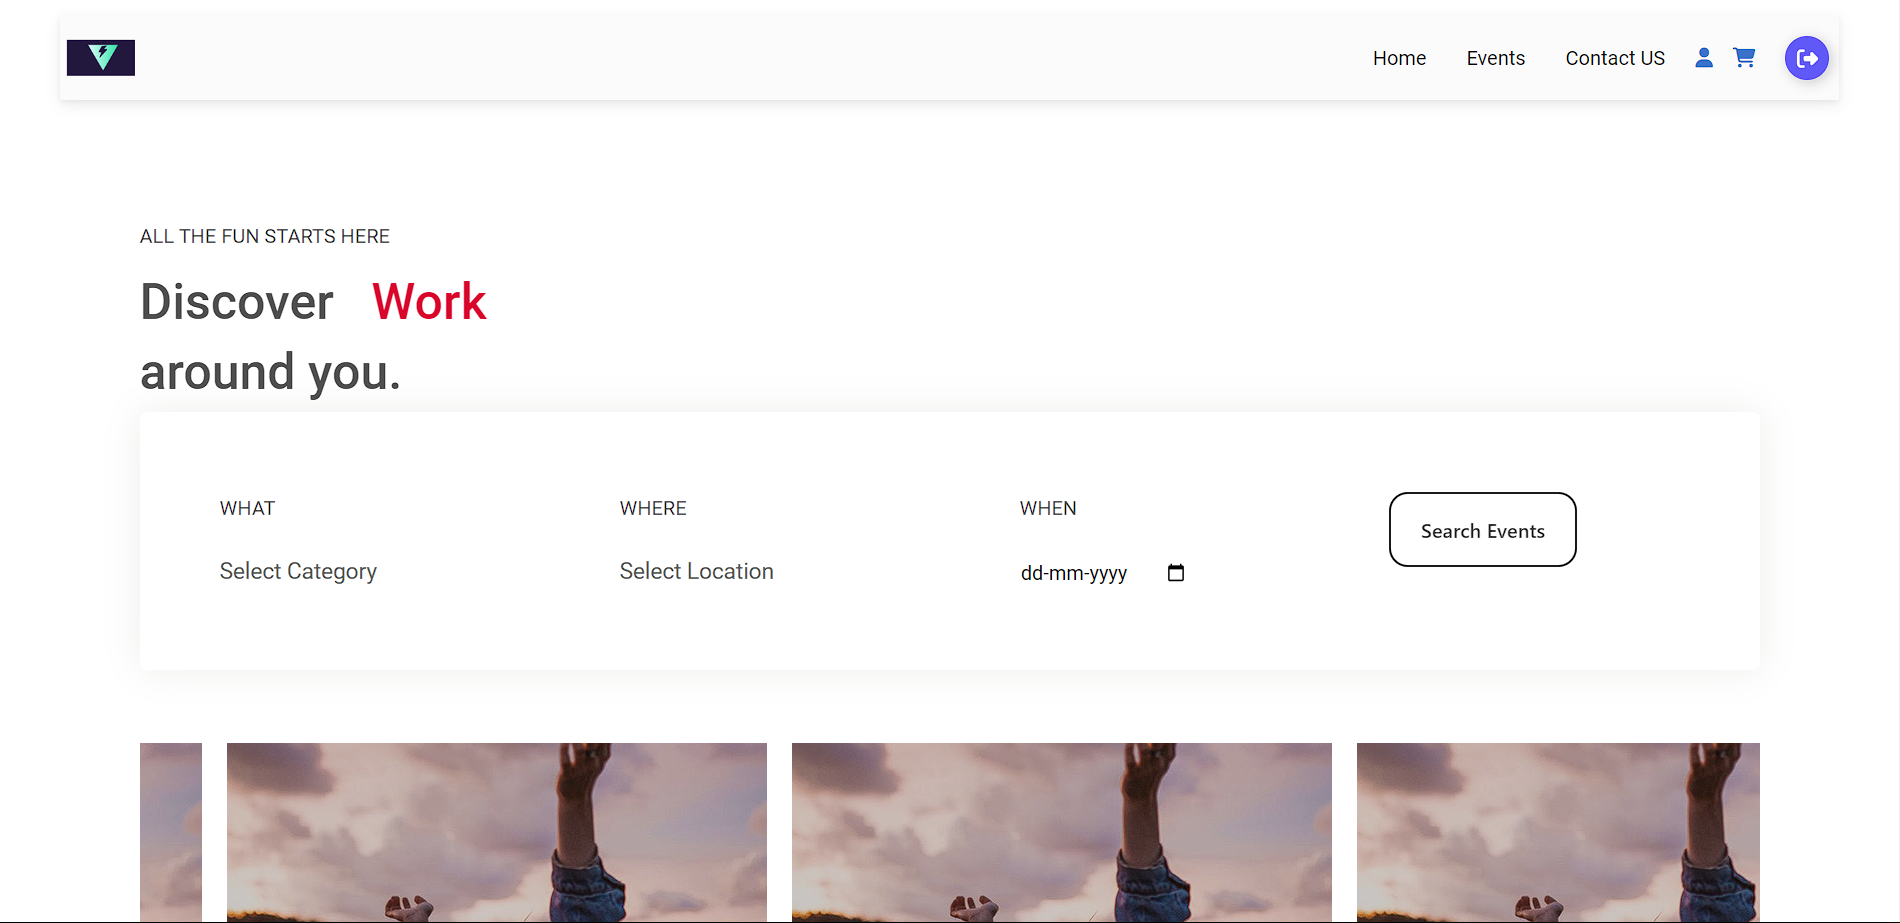 Home Events Contact US
ALL THE FUN STARTS HERE
Discover Work
around you.
WHAT WHERE WHEN
Search Events
Select Category Select Location dd-mm-yyyy